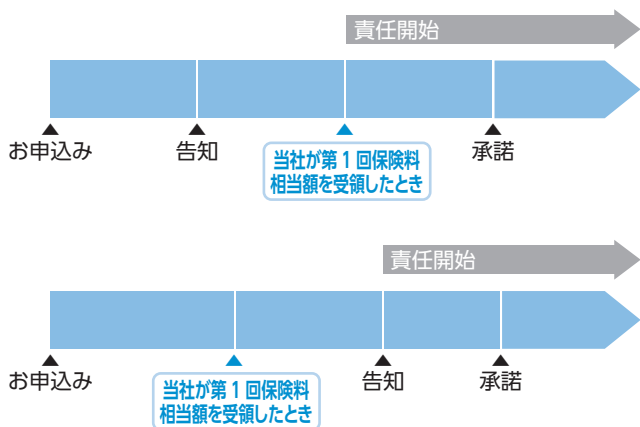 責任開始
お申込み
告知
当社が第1回保険料
相当額を受領したとき
承諾
責任開始
お申込み
当社が第1回保険料
相当額を受領したとき
告知
承諾